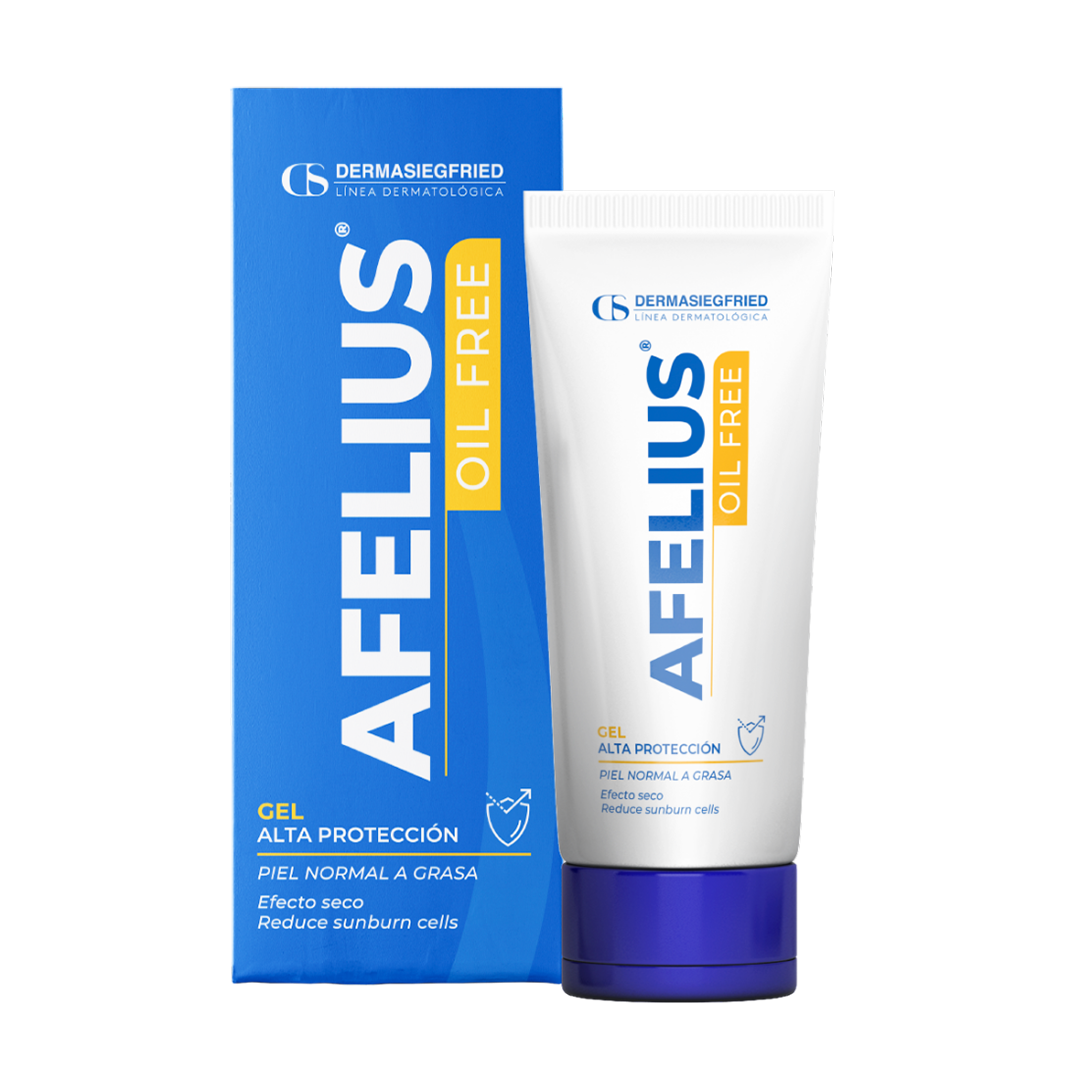 DERMASIEGFRIED
LÍNEA DERMATOLÓGICA
AFELIUS®
OIL FREE
GEL
ALTA PROTECCIÓN
PIEL NORMAL A GRASA
Efecto seco
Reduce sunburn cells
DERMASIEGFRIED
LÍNEA DERMATOLÓGICA
AFELIUS®
OIL FREE
GEL
ALTA PROTECCIÓN
PIEL NORMAL A GRASA
Efecto seco
Reduce sunburn cells